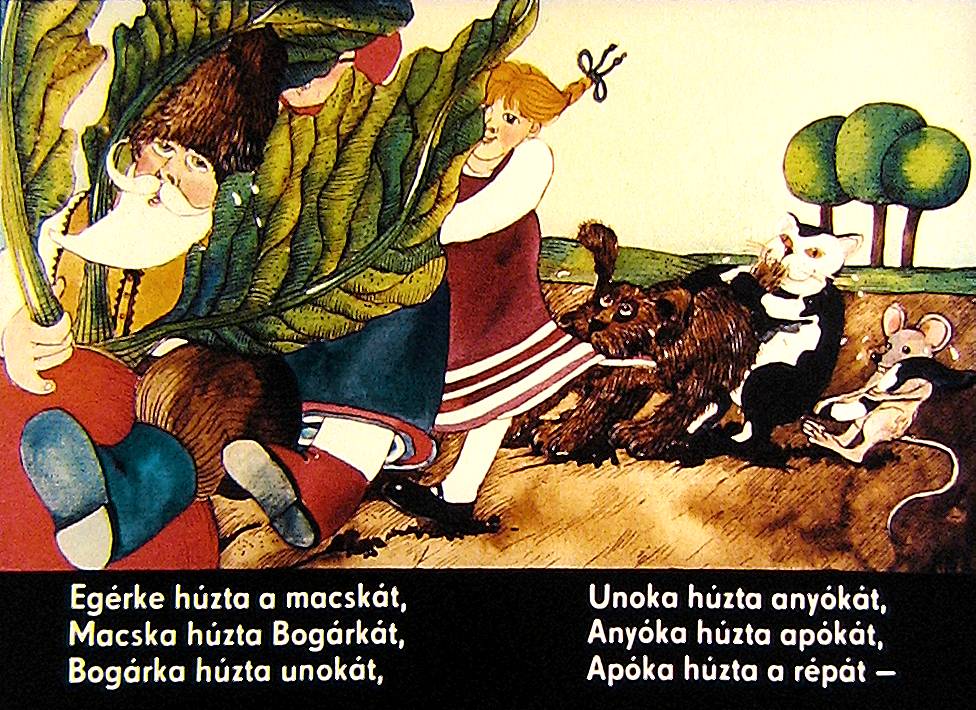 Egérke húzta a macskát,
Macska húzta Bogárkát,
Bogárka húzta unokát,
Unoka húzta anyókát,
Anyóka húzta apókát,
Apóka húzta a répát —